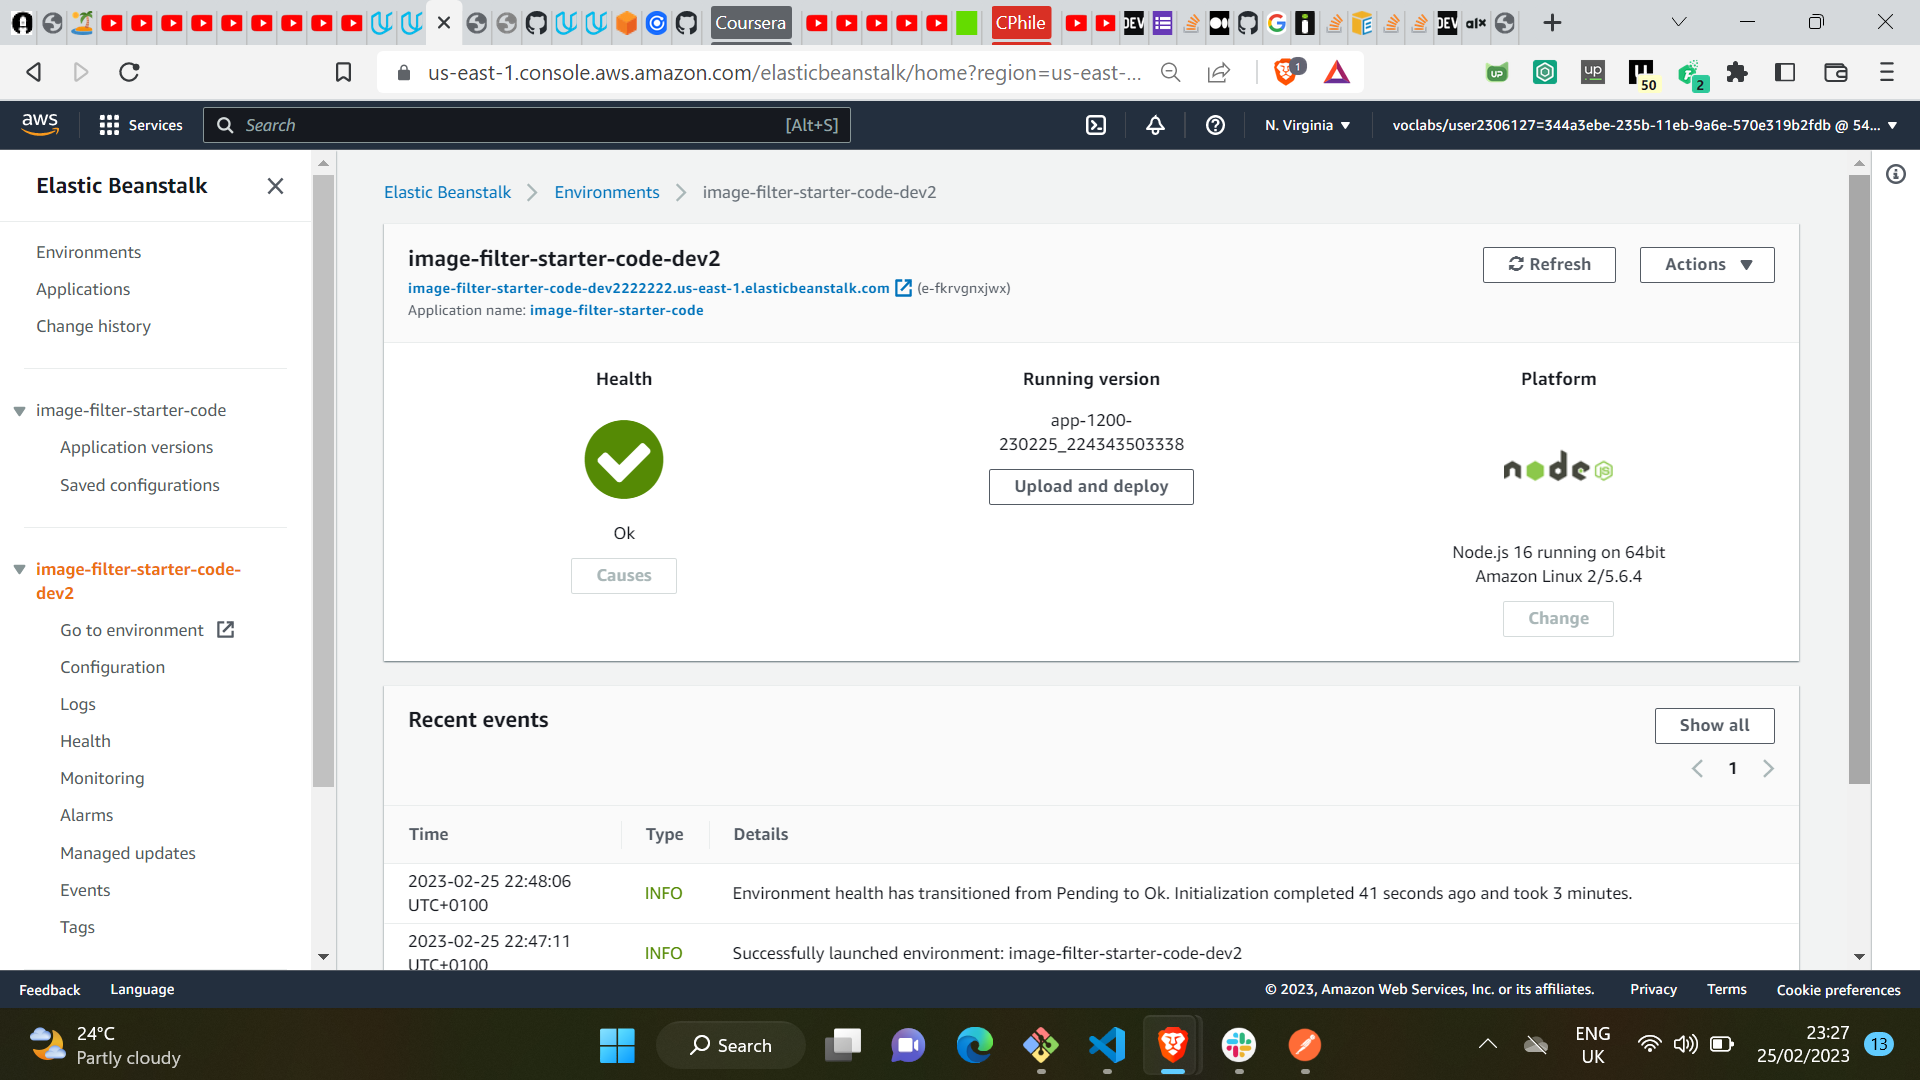 Coursera
CPhile
DEV
DEV
alx
us-east-1.console.aws.amazon.com/elasticbeanstalk/home?region=us-east-...
1
UP
up
50
2
aws
Services
Search
[Alt+S]
N. Virginia
voclabs/user2306127=344a3ebe-235b-11eb-9a6e-570e319b2fdb @ 54...
Elastic Beanstalk
Environments
Applications
Change history
image-filter-starter-code
Application versions
Saved configurations
image-filter-starter-code-
dev2
Go to environment
Configuration
Logs
Health
Monitoring
Alarms
Managed updates
Events
Tags
Elastic Beanstalk
Environments
image-filter-starter-code-dev2
image-filter-starter-code-dev2
image-filter-starter-code-dev2222222.us-east-1.elasticbeanstalk.com (e-fkrvgnxjwx)
Application name: image-filter-starter-code
Refresh
Actions
Health
Ok
Causes
Running version
app-1200-
230225_224343503338
Upload and deploy
Platform
node JS
Node.js 16 running on 64bit
Amazon Linux 2/5.6.4
Change
Recent events
Show all
1
Time
Type
Details
2023-02-25 22:48:06
UTC+0100
INFO
Environment health has transitioned from Pending to Ok. Initialization completed 41 seconds ago and took 3 minutes.
2023-02-25 22:47:11
UTC+0100
INFO
Successfully launched environment: image-filter-starter-code-dev2
Feedback
Language
© 2023, Amazon Web Services, Inc. or its affiliates.
Privacy
Terms
Cookie preferences
24°C
Partly cloudy
Search
ENG
UK
23:27
25/02/2023
13